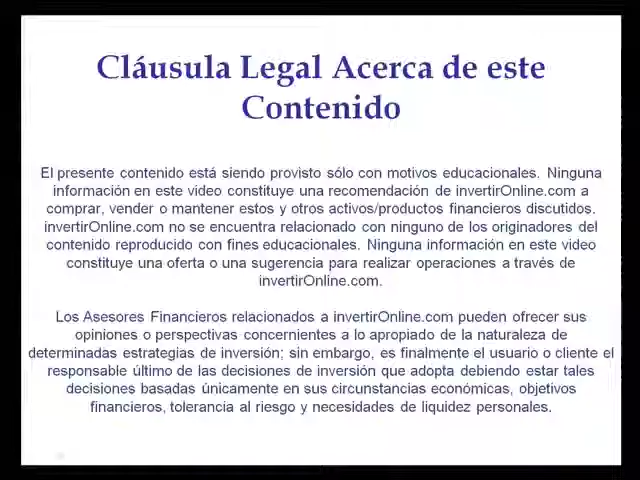 Cláusula Legal Acerca de este
Contenido
El presente contenido está siendo provisto sólo con motivos educacionales. Ninguna
información en este video constituye una recomendación de invertirOnline.com a
comprar, vender o mantener estos y otros activos/productos financieros discutidos.
invertirOnline.com no se encuentra relacionado con ninguno de los originadores del
contenido reproducido con fines educacionales. Ninguna información en este video
constituye una oferta o una sugerencia para realizar operaciones a través de
invertirOnline.com.
Los Asesores Financieros relacionados a invertirOnline.com pueden ofrecer sus
opiniones o perspectivas concernientes a lo apropiado de la naturaleza de
determinadas estrategias de inversión; sin embargo, es finalmente el usuario o cliente el
responsable último de las decisiones de inversión que adopta debiendo estar tales
decisiones basadas únicamente en sus circunstancias económicas, objetivos
financieros, tolerancia al riesgo y necesidades de liquidez personales.